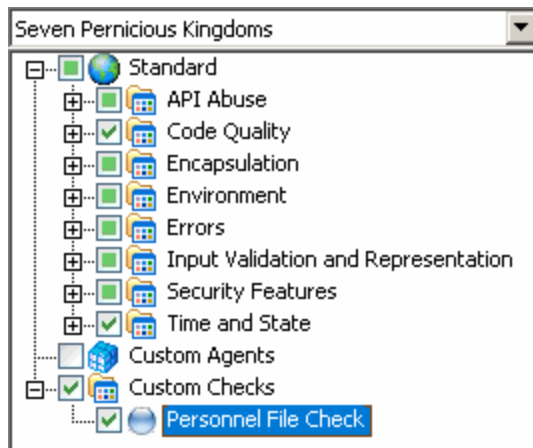 Seven Pernicious Kingdoms
Standard
API Abuse
Code Quality
Encapsulation
Environment
Errors
Input Validation and Representation
Security Features
Time and State
Custom Agents
Custom Checks
Personnel File Check